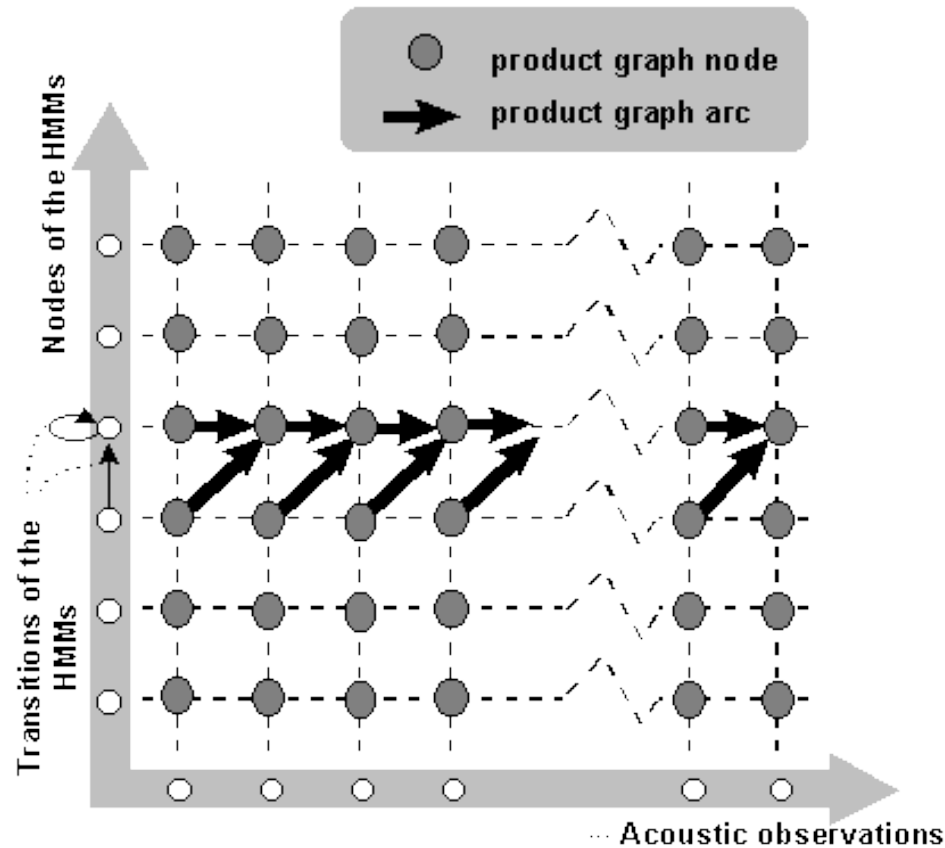 product graph node
product graph arc
Nodes of the HMMs
Transitions of the
HMMs
... Acoustic observations